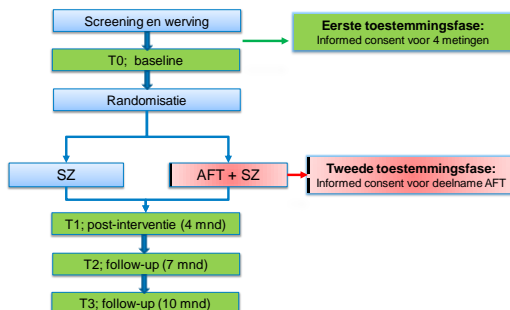 Screening en werving
Eerste toestemmingsfase:
Informed consent voor 4 metingen
T0; baseline
Randomisatie
SZ
AFT + SZ
Tweede toestemmingsfase:
Informed consent voor deelname AFT
T1; post-interventie (4 mnd)
T2; follow-up (7 mnd)
T3; follow-up (10 mnd)